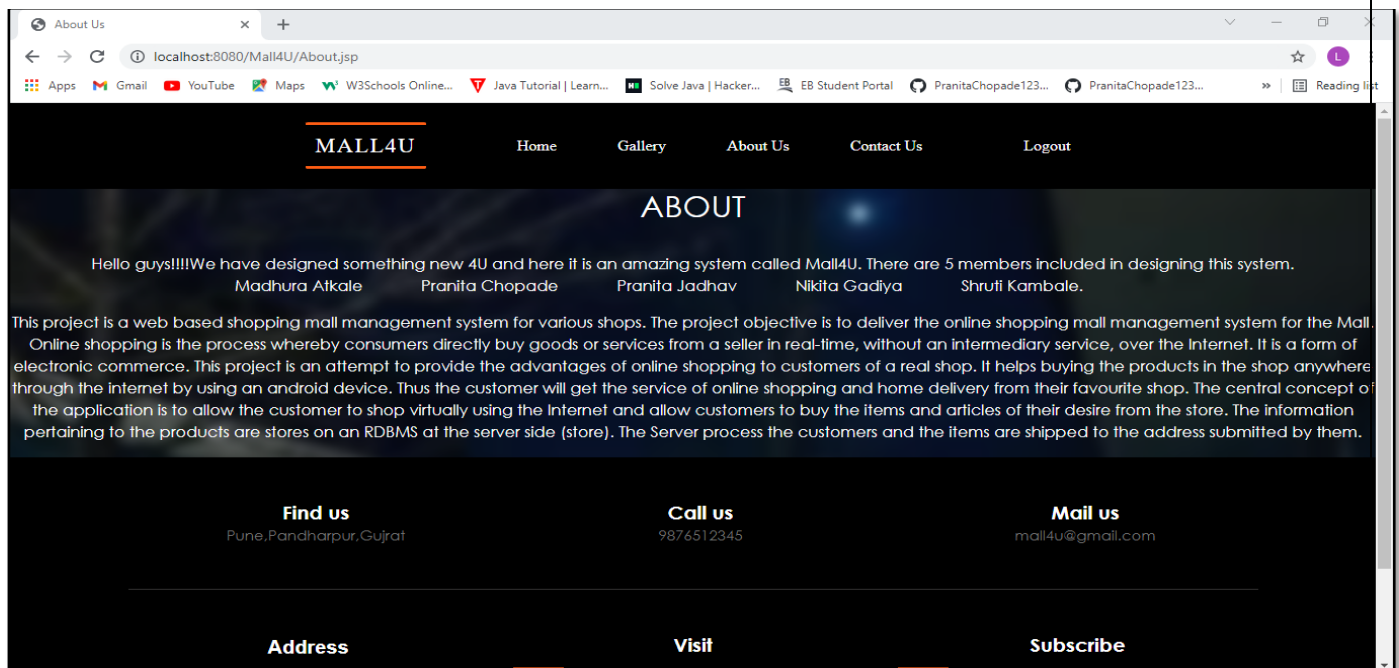 About Us
localhost:8080/Mall4U/About.jsp
L
Apps Gmail YouTube Maps W3Schools Online... Java Tutorial | Learn... Solve Java | Hacker... EB Student Portal PranitaChopade123... PranitaChopade123... » Reading list
MALL4U Home Gallery About Us Contact Us Logout
ABOUT
Hello guys!!!!We have designed something new 4U and here it is an amazing system called Mall4U. There are 5 members included in designing this system.
Madhura Atkale Pranita Chopade Pranita Jadhav Nikita Gadiya Shruti Kambale.
This project is a web based shopping mall management system for various shops. The project objective is to deliver the online shopping mall management system for the Mall.
Online shopping is the process whereby consumers directly buy goods or services from a seller in real-time, without an intermediary service, over the Internet. It is a form of
electronic commerce. This project is an attempt to provide the advantages of online shopping to customers of a real shop. It helps buying the products in the shop anywhere
through the internet by using an android device. Thus the customer will get the service of online shopping and home delivery from their favourite shop. The central concept of
the application is to allow the customer to shop virtually using the Internet and allow customers to buy the items and articles of their desire from the store. The information
pertaining to the products are stores on an RDBMS at the server side (store). The Server process the customers and the items are shipped to the address submitted by them.
Find us Call us Mail us
Pune,Pandharpur,Gujrat 9876512345 mall4u@gmail.com
Address Visit Subscribe